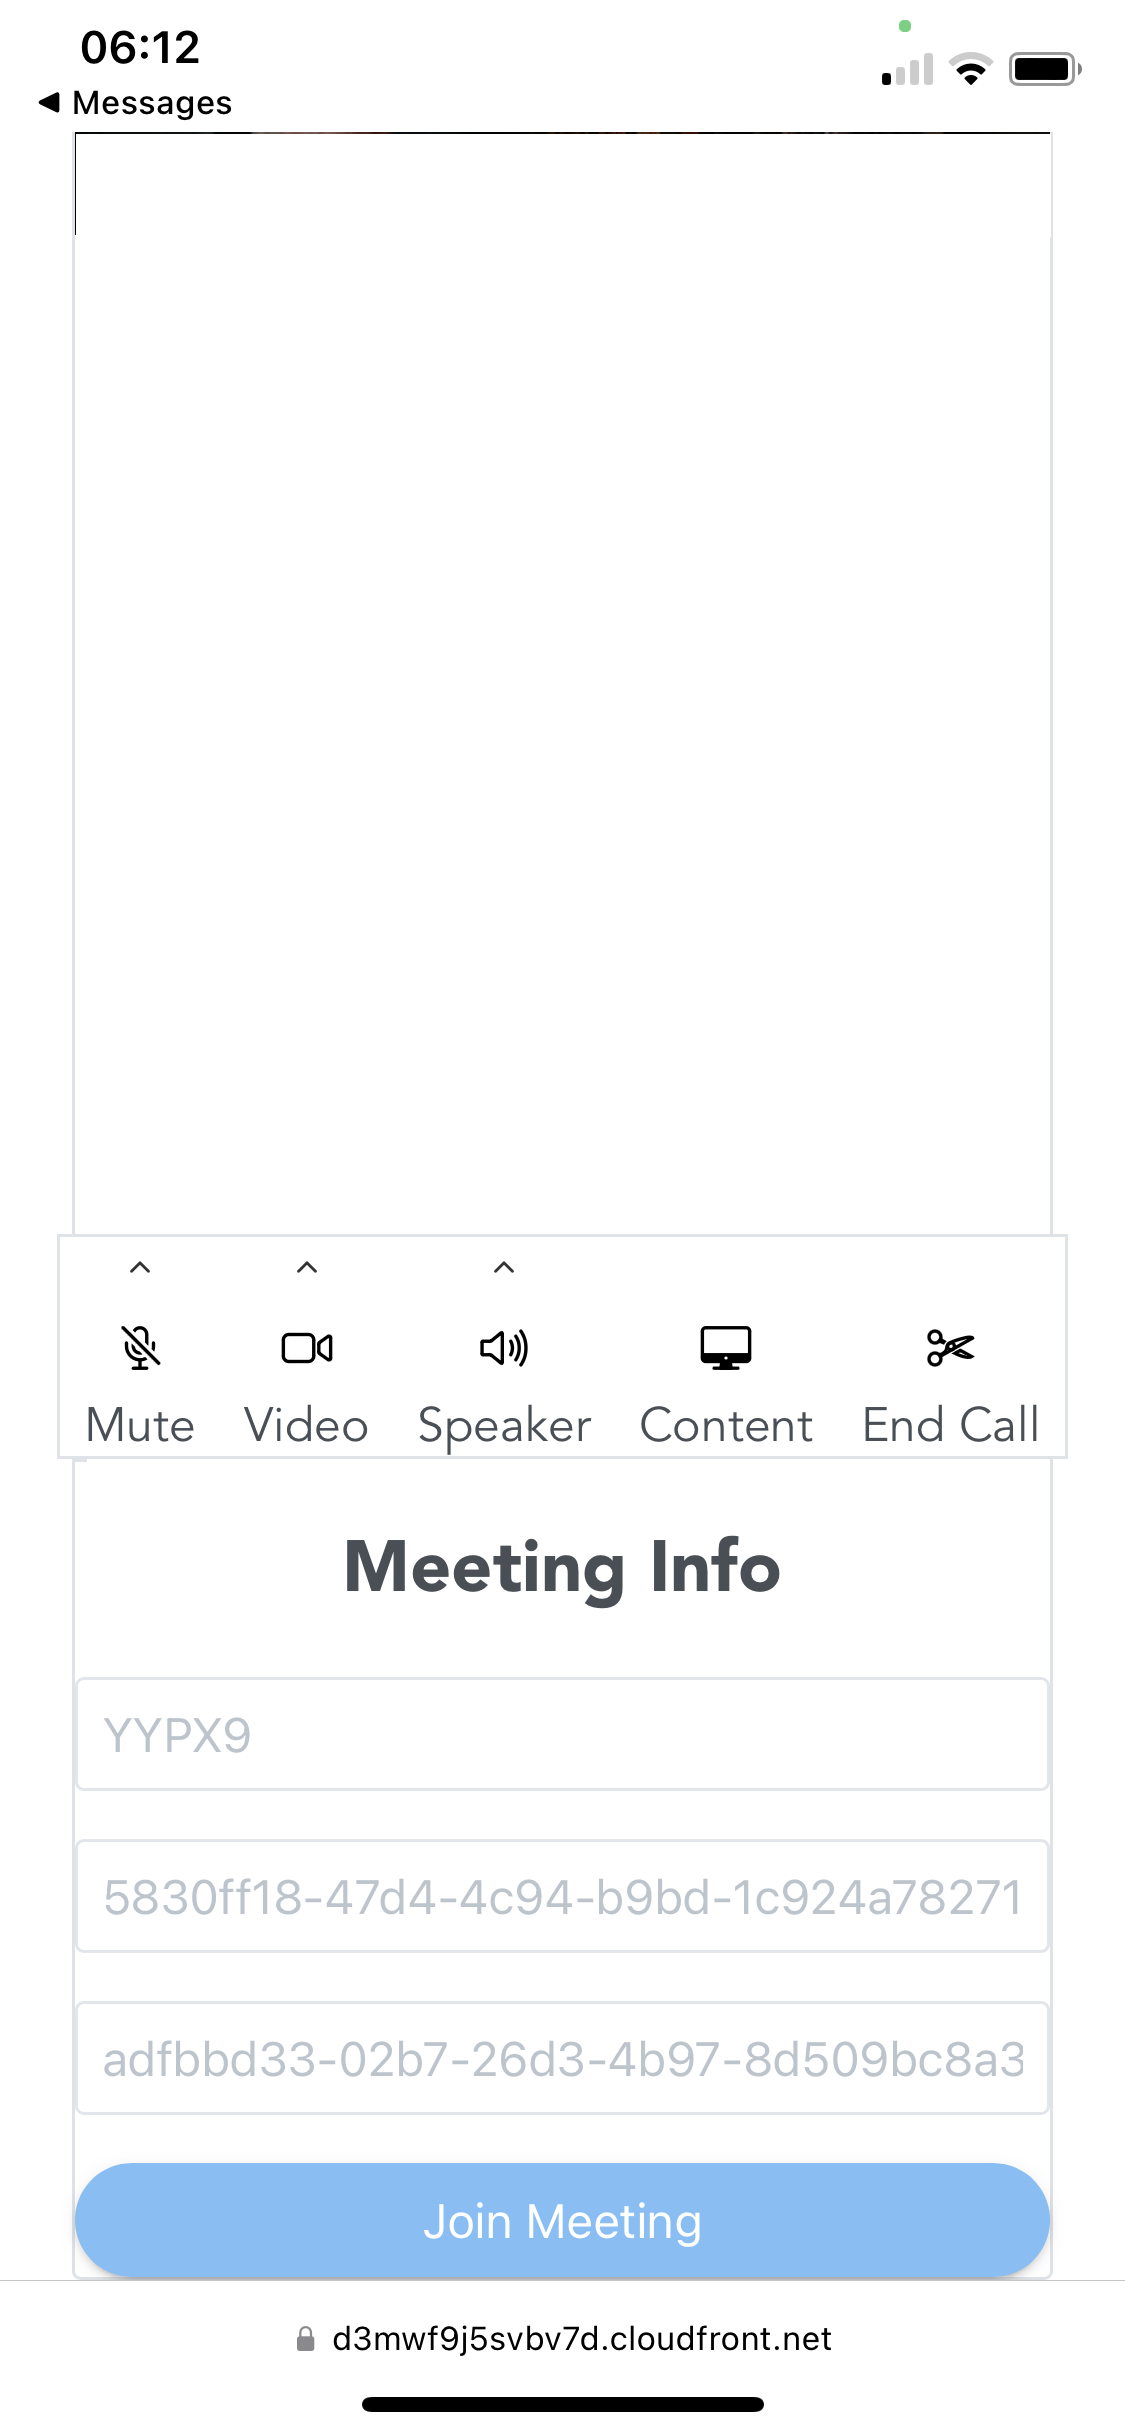 06:12
Messages
Mute Video Speaker Content End Call
Meeting Info
YYPX9
5830ff18-47d4-4c94-b9bd-1c924a78271
adfbbd33-02b7-26d3-4b97-8d509bc8a3
Join Meeting
d3mwf9j5svbv7d.cloudfront.net